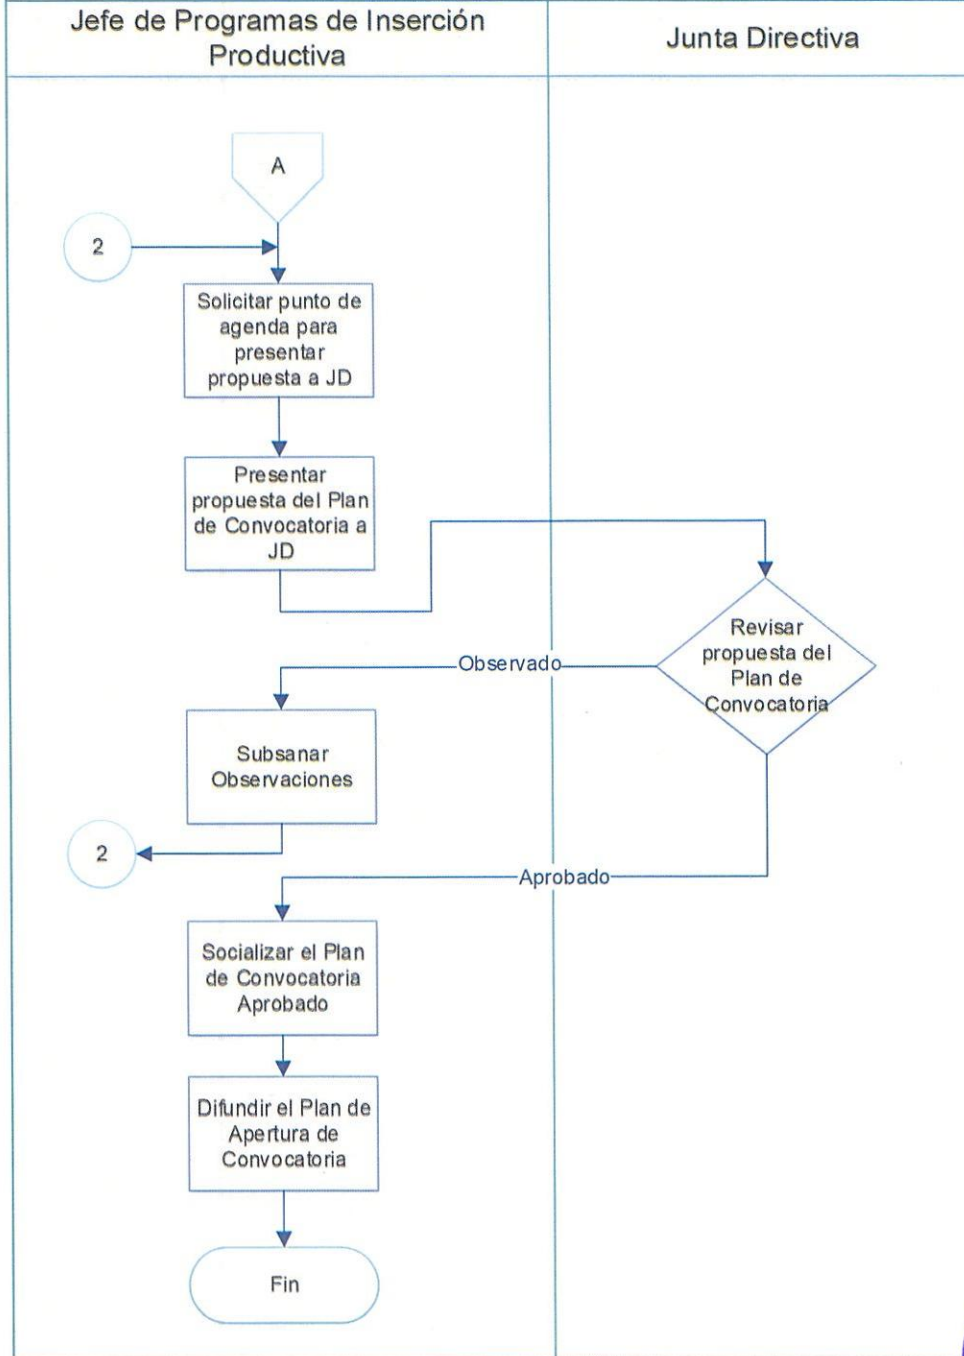 Jefe de Programas de Inserción
Productiva
Junta Directiva
A
2
Solicitar punto de
agenda para
presentar
propuesta a JD
Presentar
propuesta del Plan
de Convocatoria a
JD
Revisar
propuesta del
Plan de
Convocatoria
Observado
Subsanar
Observaciones
2
Aprobado
Socializar el Plan
de Convocatoria
Aprobado
Difundir el Plan de
Apertura de
Convocatoria
Fin